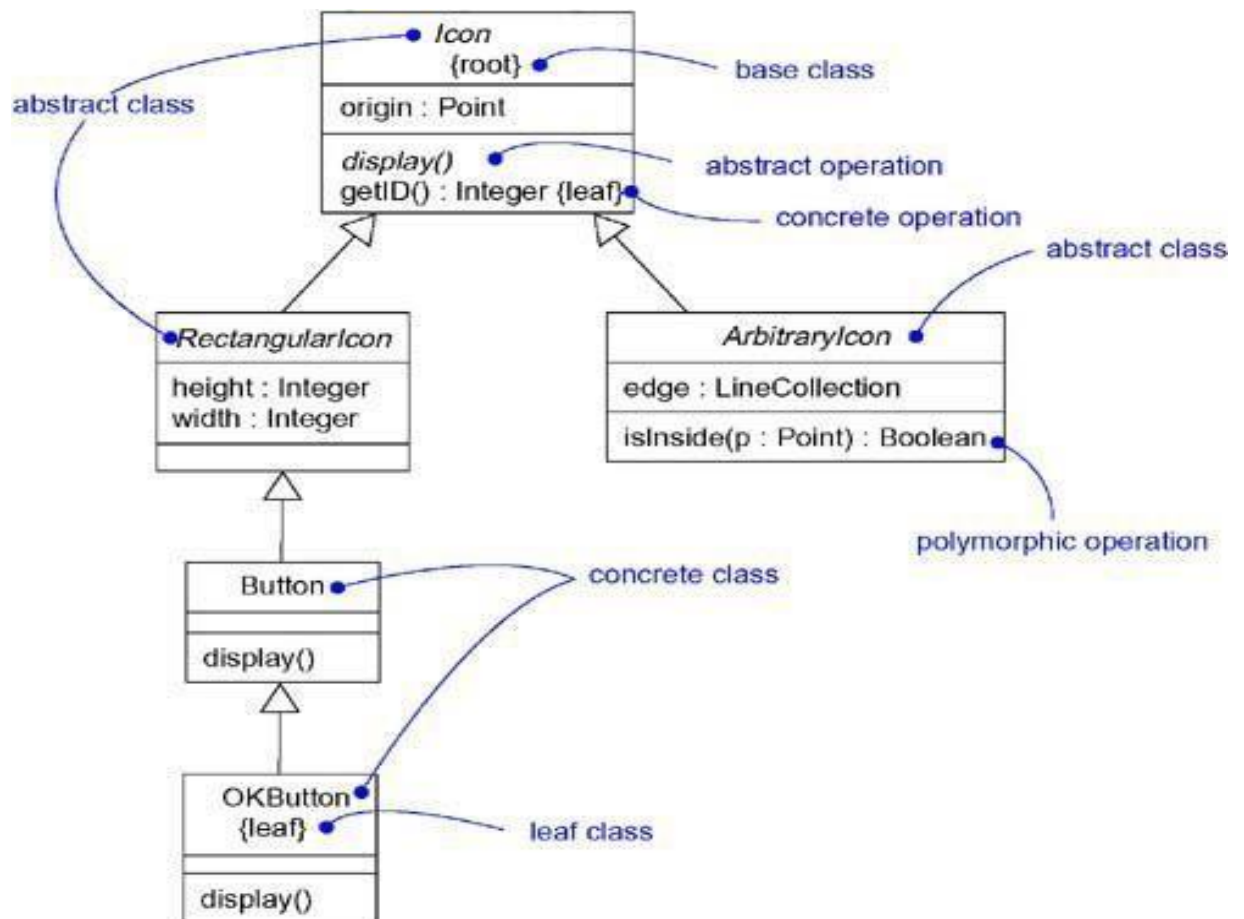 Icon
{root}
base class
abstract class
origin : Point
display()
abstract operation
getID() : Integer {leaf}
concrete operation
abstract class
RectangularIcon
height : Integer
width : Integer
ArbitraryIcon
edge : LineCollection
isInside(p : Point) : Boolean
polymorphic operation
Button
concrete class
display()
OKButton
{leaf}
leaf class
display()